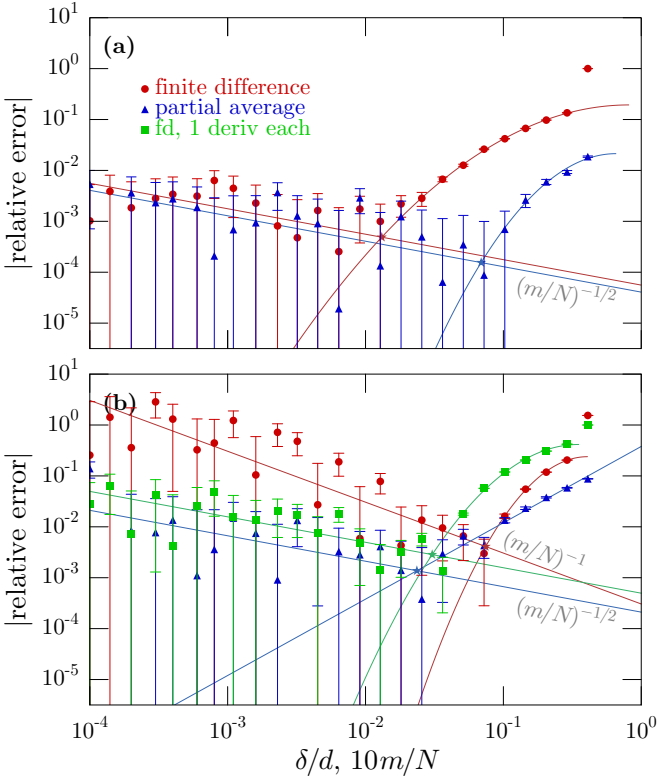 (a)
finite difference
partial average
fd, 1 deriv each
|relative error|
10^1
10^0
10^-1
10^-2
10^-3
10^-4
10^-5
(m/N)^-1/2
(b)
|relative error|
10^1
10^0
10^-1
10^-2
10^-3
10^-4
10^-5
(m/N)^-1
(m/N)^-1/2
10^-4 10^-3 10^-2 10^-1 10^0
δ/d, 10m/N